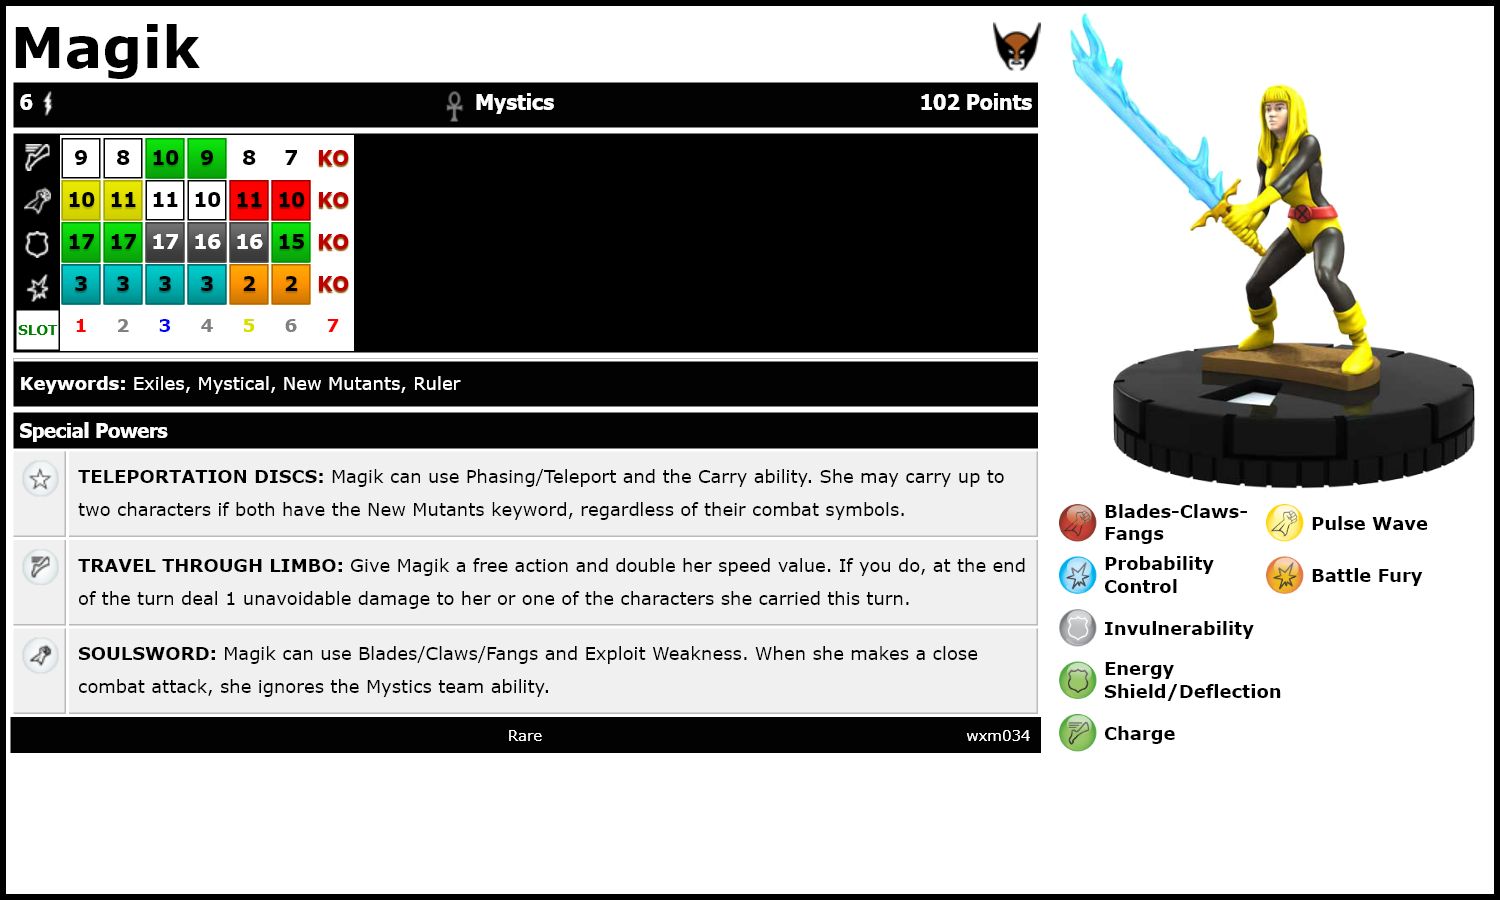 Magik
6 Mystics 102 Points
9 8 10 9 8 7 KO
10 11 11 10 11 10 KO
17 17 17 16 16 15 KO
3 3 3 3 2 2 KO
SLOT 1 2 3 4 5 6 7
Keywords: Exiles, Mystical, New Mutants, Ruler
Special Powers
TELEPORTATION DISCS: Magik can use Phasing/Teleport and the Carry ability. She may carry up to
two characters if both have the New Mutants keyword, regardless of their combat symbols.
TRAVEL THROUGH LIMBO: Give Magik a free action and double her speed value. If you do, at the end
of the turn deal 1 unavoidable damage to her or one of the characters she carried this turn.
SOULSWORD: Magik can use Blades/Claws/Fangs and Exploit Weakness. When she makes a close
combat attack, she ignores the Mystics team ability.
Rare wxm034
Blades-Claws-
Fangs
Pulse Wave
Probability
Control
Battle Fury
Invulnerability
Energy
Shield/Deflection
Charge